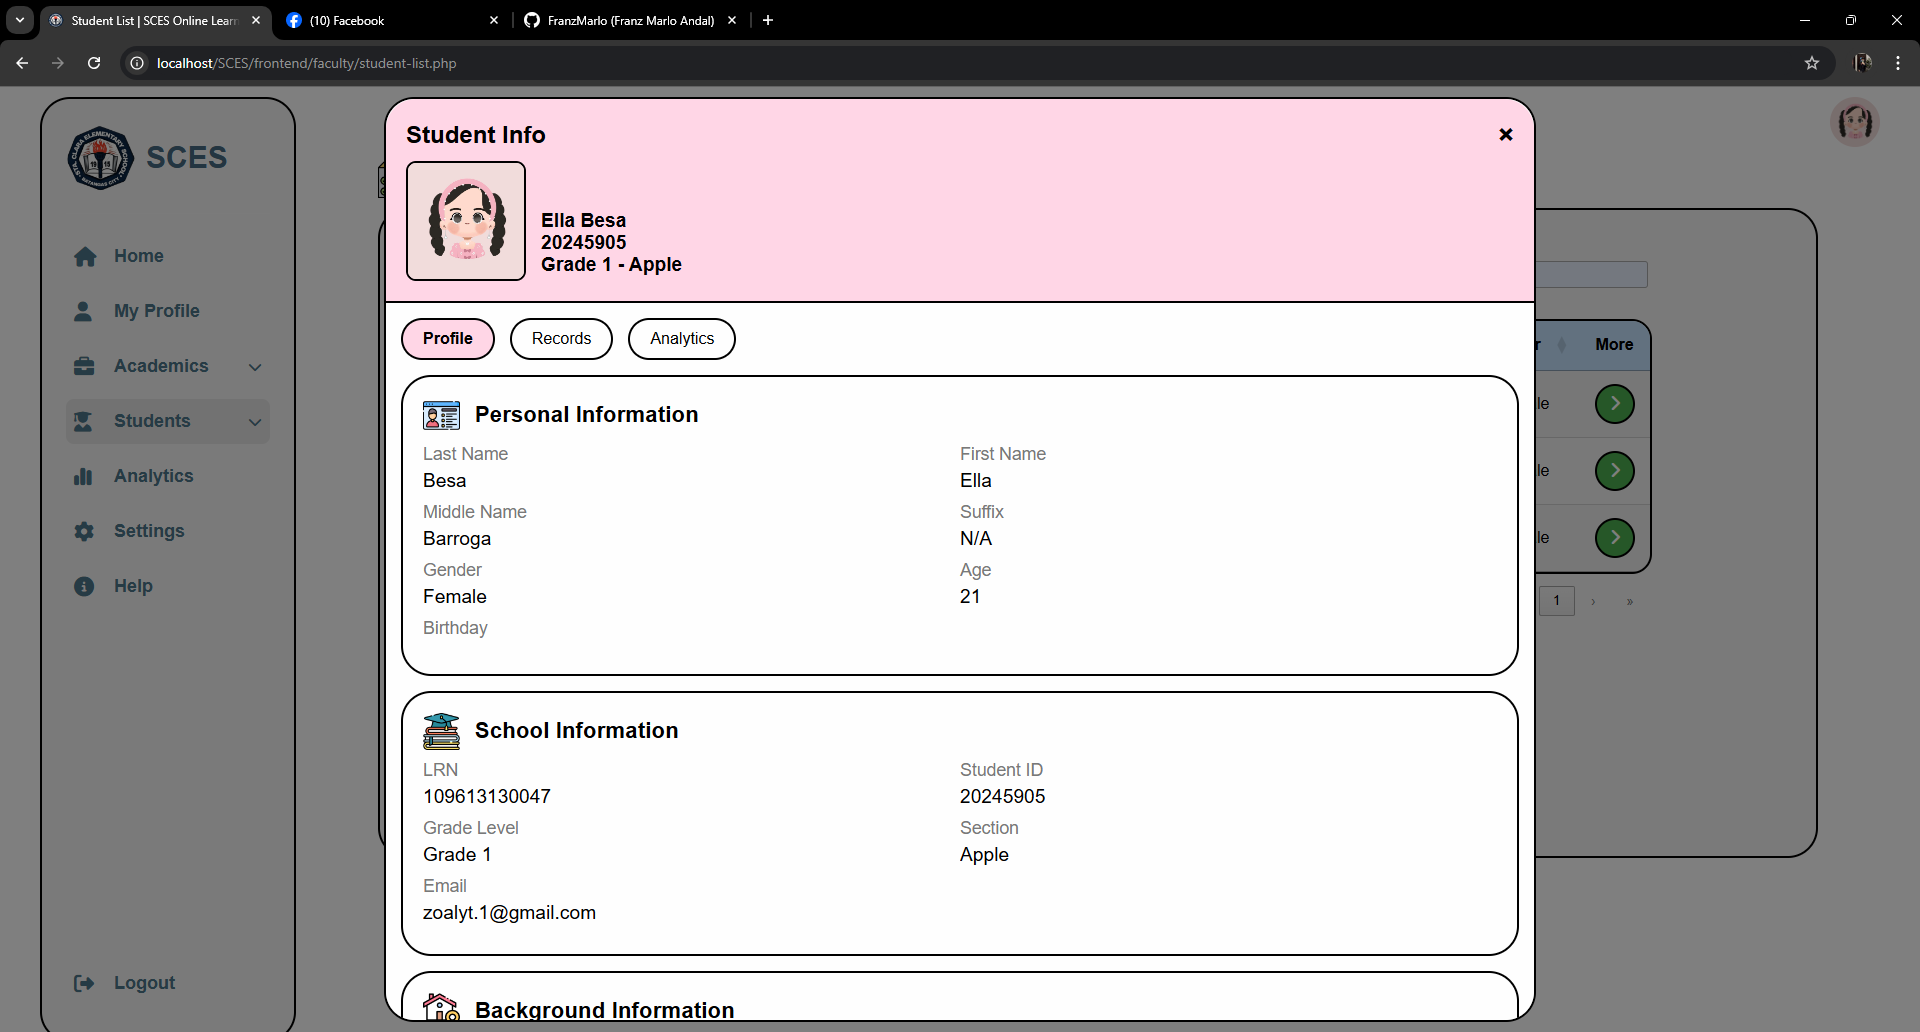 Student List | SCES Online Learn
(10) Facebook
FranzMarlo (Franz Marlo Andal)
localhost/SCES/frontend/faculty/student-list.php
SCES
Home
My Profile
Academics
Students
Analytics
Settings
Help
Logout
Student Info
Ella Besa
20245905
Grade 1 - Apple
Profile
Records
Analytics
Personal Information
Last Name
First Name
Besa
Ella
Middle Name
Suffix
Barroga
N/A
Gender
Age
Female
21
Birthday
School Information
LRN
Student ID
109613130047
20245905
Grade Level
Section
Grade 1
Apple
Email
zoalyt.1@gmail.com
Background Information
r
More
le
le
le
1 › »